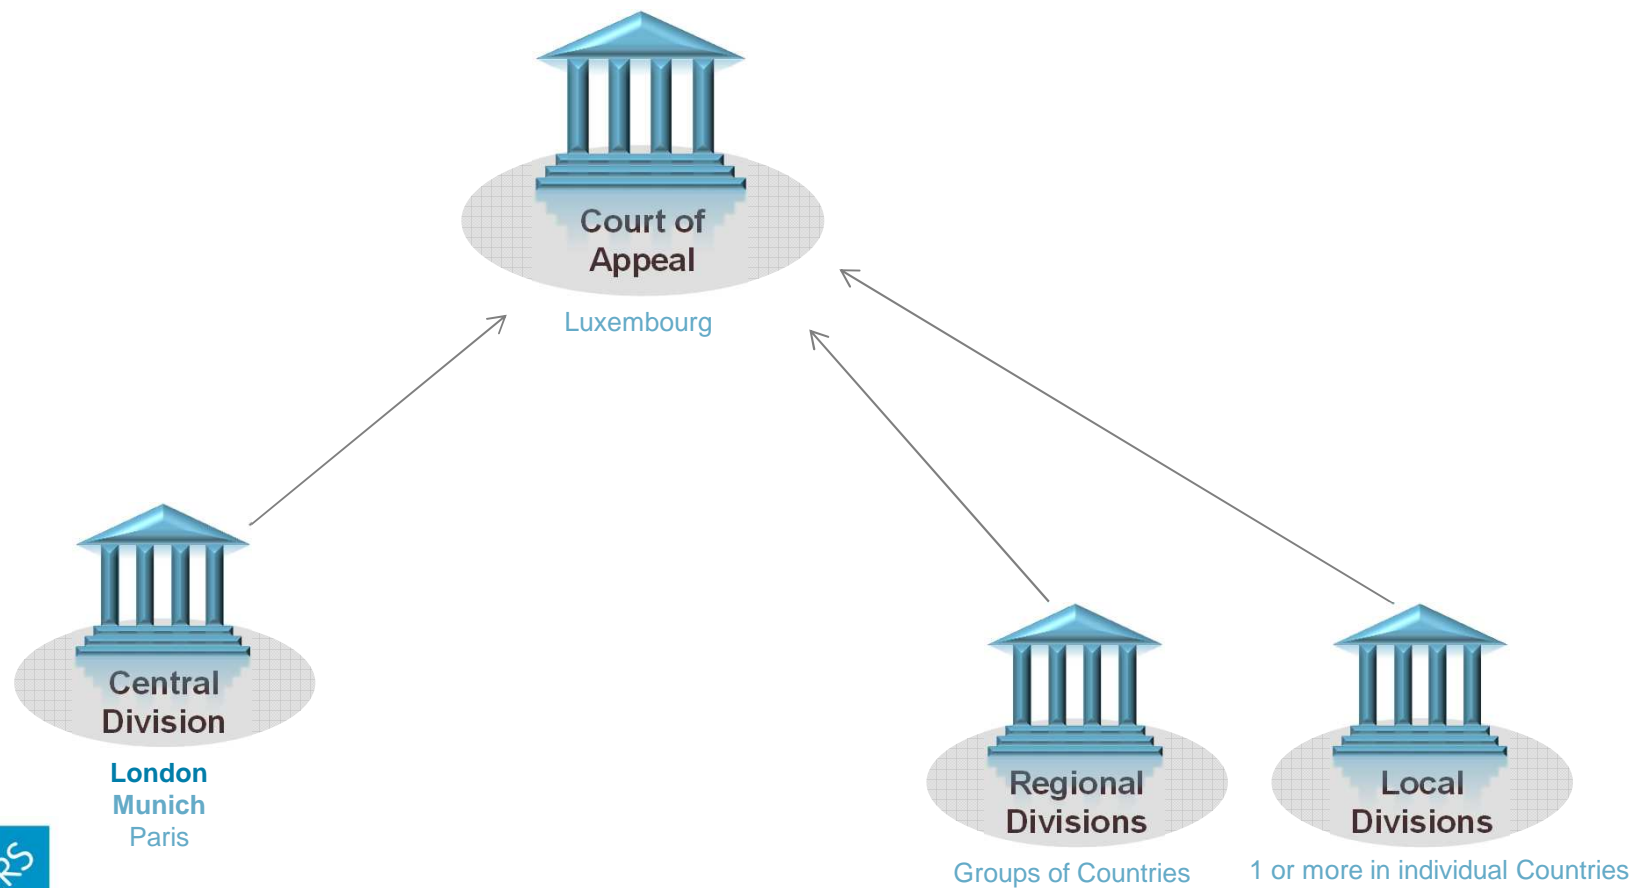 Court of
Appeal
Luxembourg
Central
Division
London
Munich
Paris
Regional
Divisions
Groups of Countries
Local
Divisions
1 or more in individual Countries